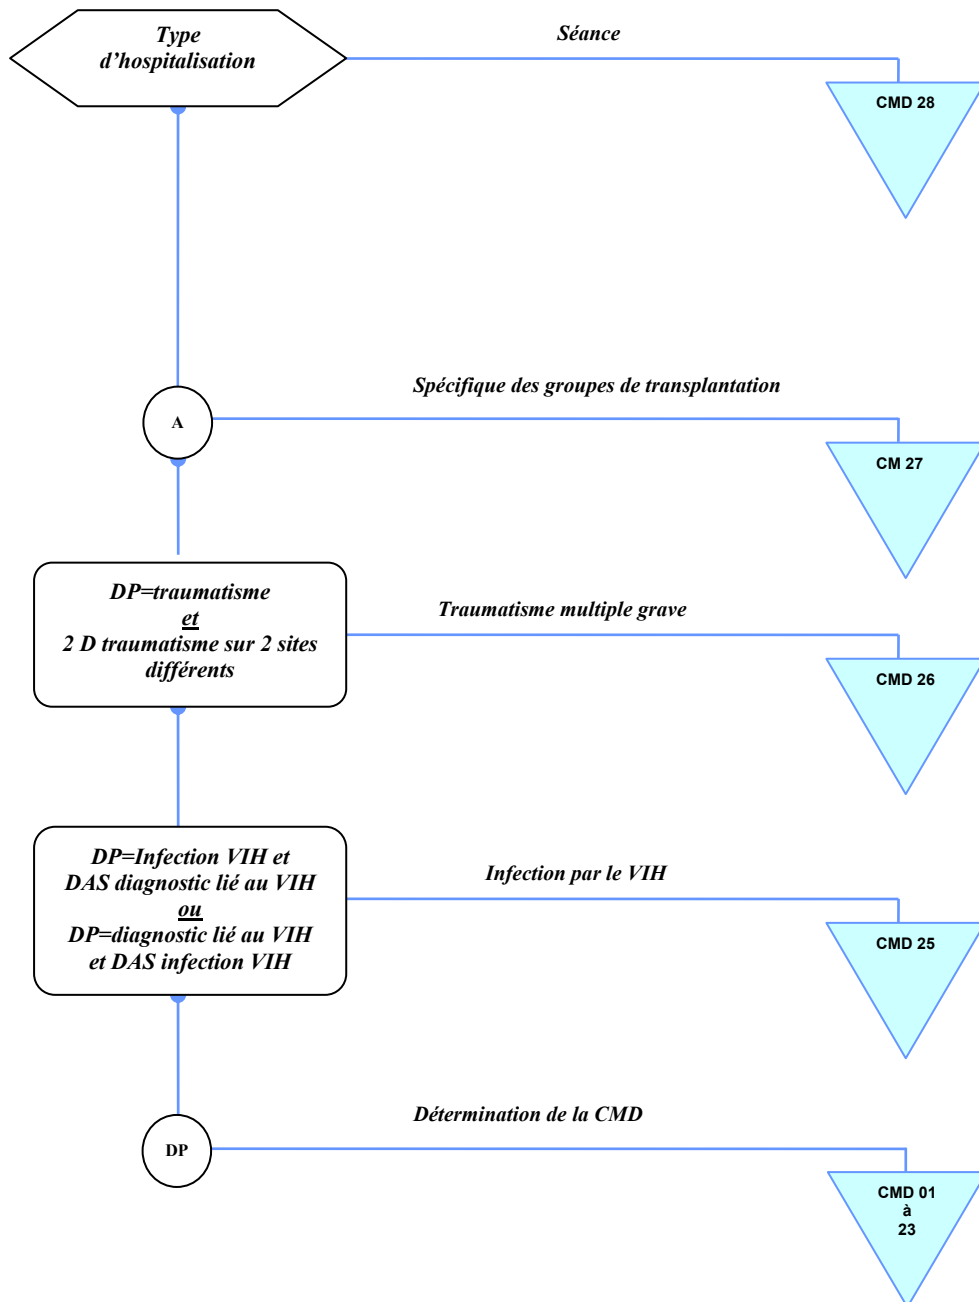 Type
d'hospitalisation
Séance
CMD 28
Spécifique des groupes de transplantation
A
CM 27
DP=traumatisme
et
2 D traumatisme sur 2 sites
différents
Traumatisme multiple grave
CMD 26
DP=Infection VIH et
DAS diagnostic lié au VIH
ou
DP=diagnostic lié au VIH
et DAS infection VIH
Infection par le VIH
CMD 25
Détermination de la CMD
DP
CMD 01
à
23